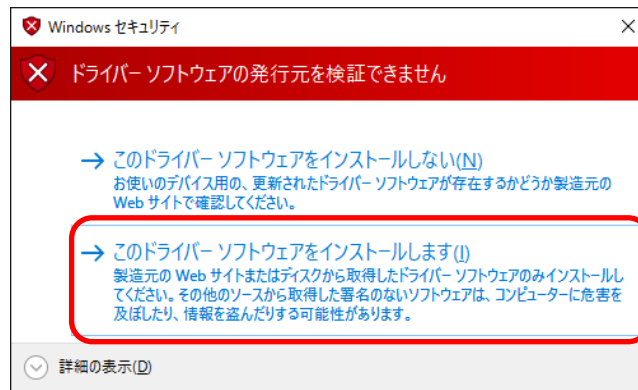 Windows セキュリティ
ドライバー ソフトウェアの発行元を検証できません
このドライバー ソフトウェアをインストールしない(N)
お使いのデバイス用の、更新されたドライバー ソフトウェアが存在するかどうか製造元の
Web サイトで確認してください。
このドライバー ソフトウェアをインストールします(I)
製造元の Web サイトまたはディスクから取得したドライバー ソフトウェアのみインストールし
てください。その他のソースから取得した署名のないソフトウェアは、コンピューターに危害を
及ぼしたり、情報を盗んだりする可能性があります。
詳細の表示(D)